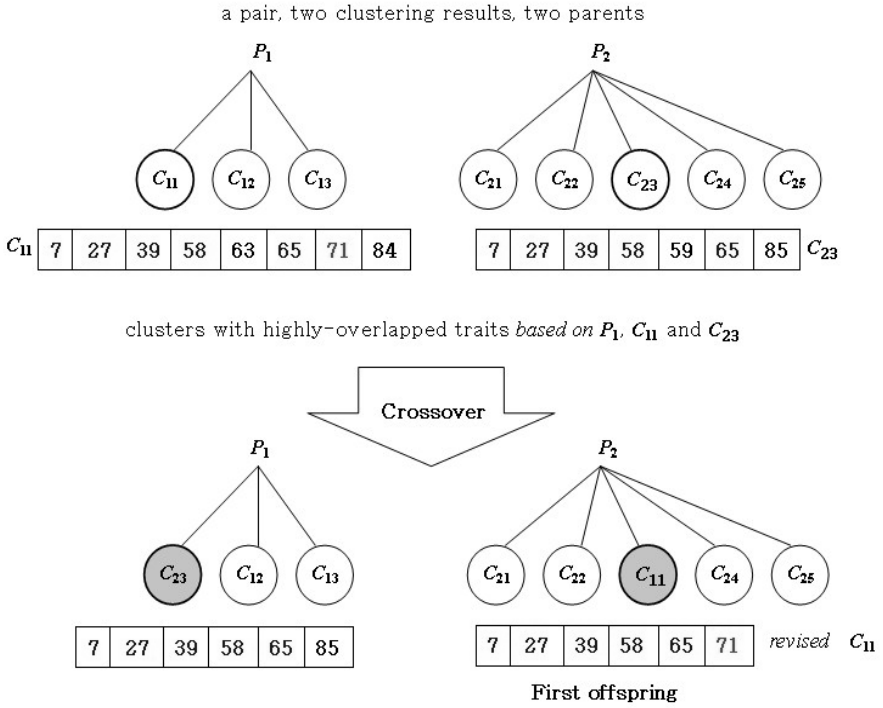 a pair, two clustering results, two parents
P1 P2
C11 C12 C13 C21 C22 C23 C24 C25
C11 7 27 39 58 63 65 71 84 7 27 39 58 59 65 85 C23
clusters with highly-overlapped traits based on P1, C11 and C23
Crossover
P1 P2
C23 C12 C13 C21 C22 C11 C24 C25
7 27 39 58 65 85 7 27 39 58 65 71 revised C11
First offspring